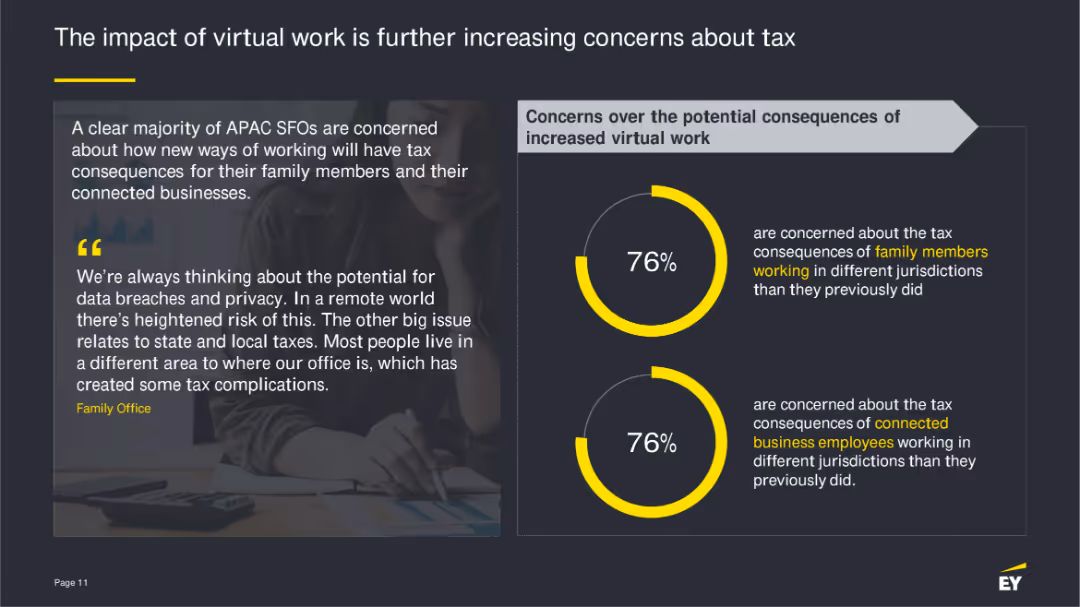 The impact of virtual work is further increasing concerns about tax
A clear majority of APAC SFOs are concerned
about how new ways of working will have tax
consequences for their family members and their
connected businesses.
“
We’re always thinking about the potential for
data breaches and privacy. In a remote world
there’s heightened risk of this. The other big issue
relates to state and local taxes. Most people live in
a different area to where our office is, which has
created some tax complications.
Family Office
Concerns over the potential consequences of
increased virtual work
76%
are concerned about the tax
consequences of family members
working in different jurisdictions
than they previously did
76%
are concerned about the tax
consequences of connected
business employees working in
different jurisdictions than they
previously did.
Page 11
EY